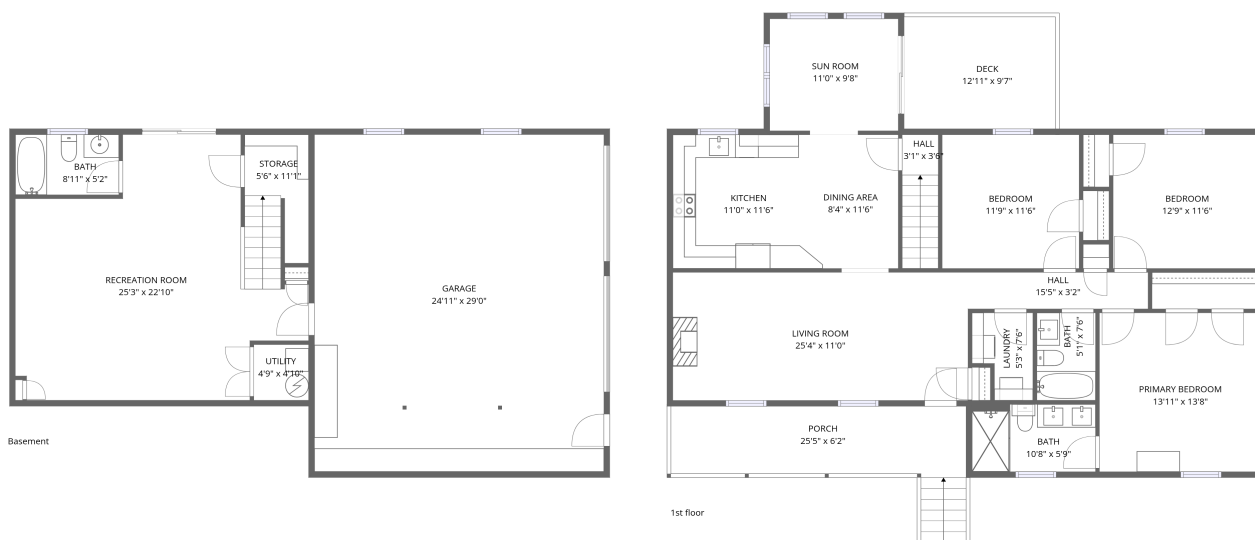 BATH
8'11" x 5'2"
STORAGE
5'6" x 11'1"
RECREATION ROOM
25'3" x 22'10"
GARAGE
24'11" x 29'0"
UTILITY
4'9" x 4'10"
Basement
SUN ROOM
11'0" x 9'8"
DECK
12'11" x 9'7"
HALL
3'1" x 3'6"
KITCHEN
11'0" x 11'6"
DINING AREA
8'4" x 11'6"
BEDROOM
11'9" x 11'6"
BEDROOM
12'9" x 11'6"
HALL
15'5" x 3'2"
LIVING ROOM
25'4" x 11'0"
LAUNDRY
5'3" x 7'6"
BATH
5'1" x 7'6"
PRIMARY BEDROOM
13'11" x 13'8"
PORCH
25'5" x 6'2"
BATH
10'8" x 5'9"
1st floor